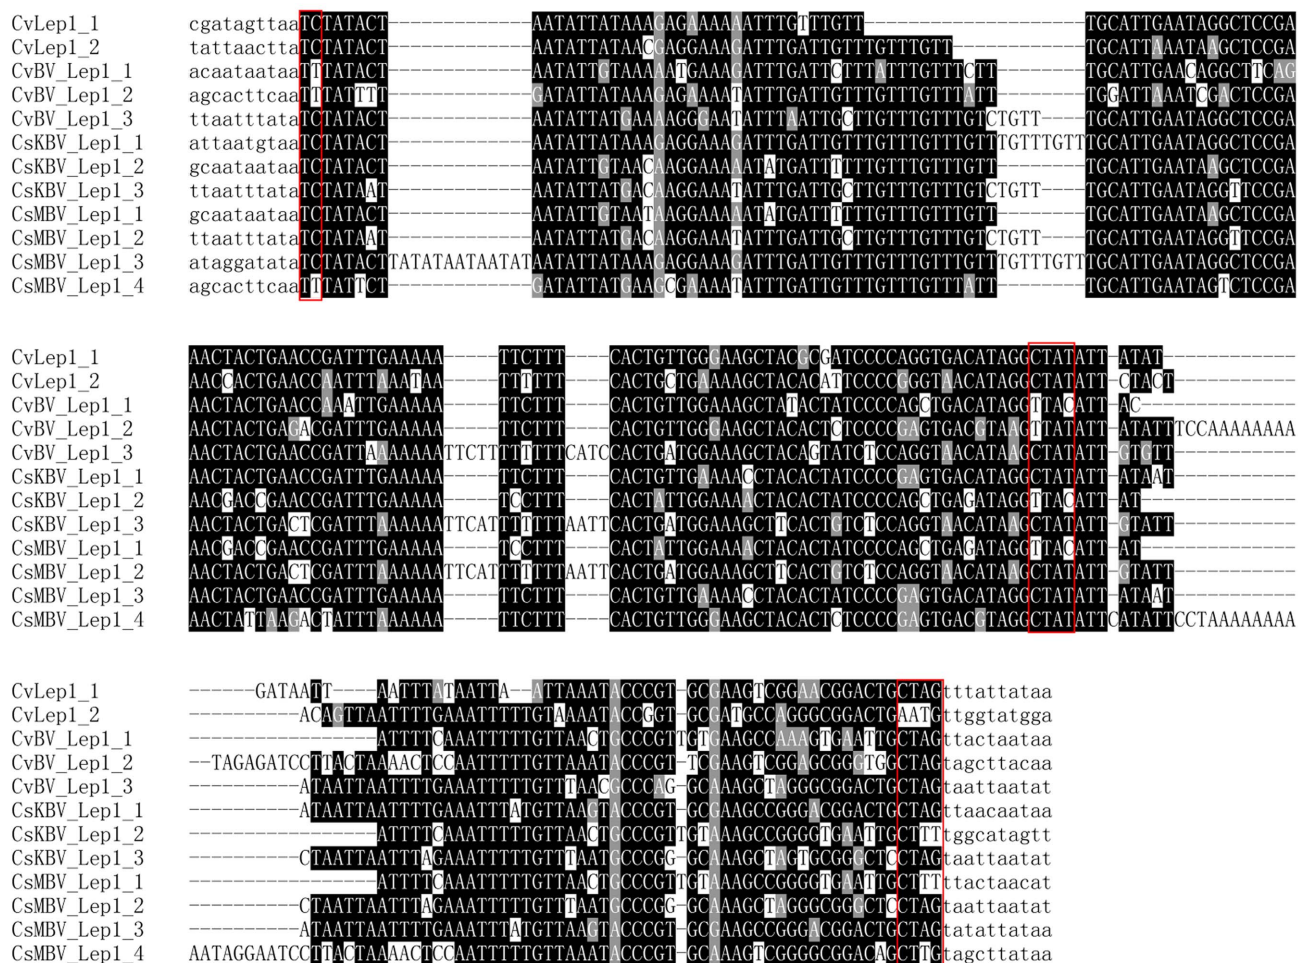 CvLep1_1 cgatagttaaTCTATACT-------------AATATTATAAAGAGAAAAAATTTGTTTGTT--------------------TGCATTGAATAGGCTCCGA
CvLep1_2 tattaacttaTCTATACT-------------AATATTATAACGAGGAAAGATTTGATTGTTTGTTTGTT------------TGCATTAAATAAGCTCCGA
CvBV_Lep1_1 acaataataaTTTATACT-------------AATATTGTAAAAATGAAAGATTTGATTCTTTATTTGTTTCTT--------TGCATTGAACAGGCTTCAG
CvBV_Lep1_2 agcacttcaaTTTATTTT-------------GATATTATAAAGAGAAAATATTTGATTGTTTGTTTGTTTATT--------TGGATTAAATCGACTCCGA
CvBV_Lep1_3 ttaatttataTCTATACT-------------AATATTATGAAAAGGGAATATTTAATTGCTTGTTTGTTTGTCTGTT----TGCATTGAATAGGCTCCGA
CsKBV_Lep1_1 attaatgtaaTCTATACT-------------AATATTATAAAGAGGAAAGATTTGATTGTTTGTTTGTTTGTTTGTTTGTTTGCATTGAATAGGCTCCGA
CsKBV_Lep1_2 gcaataataaTCTATACT-------------AATATTGTAACAAGGAAAAATATGATTTTTTGTTTGTTTGTT--------TGCATTGAATAAGCTCCGA
CsKBV_Lep1_3 ttaatttataTCTATAAT-------------AATATTATGACAAGGAAATATTTGATTGCTTGTTTGTTTGTCTGTT----TGCATTGAATAGGTTCCGA
CsMBV_Lep1_1 gcaataataaTCTATACT-------------AATATTGTAATAAGGAAAAATATGATTTTTTGTTTGTTTGTT--------TGCATTGAATAAGCTCCGA
CsMBV_Lep1_2 ttaatttataTCTATAAT-------------AATATTATGACAAGGAAATATTTGATTGCTTGTTTGTTTGTCTGTT----TGCATTGAATAGGTTCCGA
CsMBV_Lep1_3 ataggatataTCTATACTTATATAATAATATAATATTATAAAGAGGAAAGATTTGATTGTTTGTTTGTTTGTTTGTTTGTTTGCATTGAATAGGCTCCGA
CsMBV_Lep1_4 agcacttcaaTTTATTCT-------------GATATTATGAAGCGAAAATATTTGATTGTTTGTTTGTTTATT--------TGCATTGAATAGTCTCCGA
CvLep1_1 AACTACTGAACCGATTTGAAAAA-----TTCTTT----CACTGTTGGGAAGCTACGCGATCCCCAGGTGACATAGGCTATATT-ATAT------------
CvLep1_2 AACCACTGAACCAATTTAAATAA-----TTTTTT----CACTGCTGAAAAGCTACACATTCCCCGGGTAACATAGGCTATATT-CTACT-----------
CvBV_Lep1_1 AACTACTGAACCAAATTGAAAAA-----TTCTTT----CACTGTTGGAAAGCTATACTATCCCCAGCTGACATAGGTTACATT-AC--------------
CvBV_Lep1_2 AACTACTGAGACGATTTGAAAAA-----TTCTTT----CACTGTTGGGAAGCTACACTCTCCCCGAGTGACGTAAGTTATATT-ATATTTCCAAAAAAAA
CvBV_Lep1_3 AACTACTGAACCGATTAAAAAAATTCTTTTTTTTCATCCACTGATGGAAAGCTACAGTATCTCCAGGTAACATAAGCTATATT-GTGTT-----------
CsKBV_Lep1_1 AACTACTGAACCGATTTGAAAAA-----TTCTTT----CACTGTTGAAAACCTACACTATCCCCGAGTGACATAGGCTATATT-ATAAT-----------
CsKBV_Lep1_2 AACGACCGAACCGATTTGAAAAA-----TCCTTT----CACTATTGGAAAACTACACTATCCCCAGCTGAGATAGGTTACATT-AT--------------
CsKBV_Lep1_3 AACTACTGACTCGATTTAAAAAATTCATTTTTTTAATTCACTGATGGAAAGCTTCACTGTCTCCAGGTAACATAAGCTATATT-GTATT-----------
CsMBV_Lep1_1 AACGACCGAACCGATTTGAAAAA-----TCCTTT----CACTATTGGAAAACTACACTATCCCCAGCTGAGATAGGTTACATT-AT--------------
CsMBV_Lep1_2 AACTACTGACTCGATTTAAAAAATTCATTTTTTTAATTCACTGATGGAAAGCTTCACTGTCTCCAGGTAACATAAGCTATATT-GTATT-----------
CsMBV_Lep1_3 AACTACTGAACCGATTTGAAAAA-----TTCTTT----CACTGTTGAAAACCTACACTATCCCCGAGTGACATAGGCTATATT-ATAAT-----------
CsMBV_Lep1_4 AACTATTAAGACTATTTAAAAAA-----TTCTTT----CACTGTTGGGAAGCTACACTCTCCCCGAGTGACGTAGGCTATATTCATATTCCTAAAAAAAA
CvLep1_1 ------GATAATT----AATTTATAATTA--ATTAAATACCCGT-GCGAAGTCGGAACGGACTGCTAGtttattataa
CvLep1_2 ----------ACAGTTAATTTTGAAATTTTTGTAAAATACCGGT-GCGATGCCAGGGCGGACTGAATGttggtatgga
CvBV_Lep1_1 -----------------ATTTTCAAATTTTTGTTAACTGCCCGTTGTGAAGCCAAAGTGAATTGCTAGttactaataa
CvBV_Lep1_2 --TAGAGATCCTTACTAAAACTCCAATTTTTGTTAAATACCCGT-TCGAAGTCGGAGCGGGTGGCTAGtagcttacaa
CvBV_Lep1_3 ----------ATAATTAATTTTGAAATTTTTGTTTAACGCCCAG-GCAAAGCTAGGGCGGACTGCTAGtaattaatat
CsKBV_Lep1_1 ----------ATAATTAATTTTGAAATTTATGTTAAGTACCCGT-GCGAAGCCGGGACGGACTGCTAGttaacaataa
CsKBV_Lep1_2 -----------------ATTTTCAAATTTTTGTTAACTGCCCGTTGTAAAGCCGGGGTGAATTGCTTTtggcatagtt
CsKBV_Lep1_3 ----------CTAATTAATTTAGAAATTTTTGTTTAATGCCCGG-GCAAAGCTAGTGCGGGCTCCTAGtaattaatat
CsMBV_Lep1_1 -----------------ATTTTCAAATTTTTGTTAACTGCCCGTTGTAAAGCCGGGGTGAATTGCTTTttactaacat
CsMBV_Lep1_2 ----------CTAATTAATTTAGAAATTTTTGTTTAATGCCCGG-GCAAAGCTAGGGCGGGCTCCTAGtaattaatat
CsMBV_Lep1_3 ----------ATAATTAATTTTGAAATTTATGTTAAGTACCCGT-GCGAAGCCGGGACGGACTGCTAGtatattataa
CsMBV_Lep1_4 AATAGGAATCCTTACTAAAACTCCAATTTTTGTTAAATACCCGT-GCAAAGTCGGGGCGGACAGCTTGtagcttataa